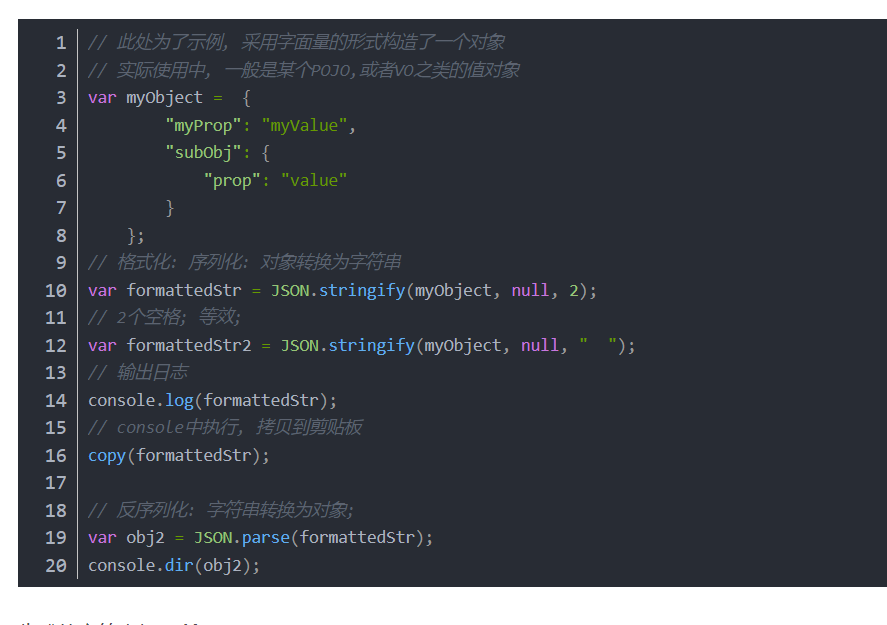 1 // 此处为了示例, 采用字面量的形式构造了一个对象
2 // 实际使用中, 一般是某个POJO,或者VO之类的值对象
3 var myObject =  {
4         "myProp": "myValue",
5         "subObj": {
6             "prop": "value"
7         }
8     };
9 // 格式化: 序列化: 对象转换为字符串
10 var formattedStr = JSON.stringify(myObject, null, 2);
11 // 2个空格; 等效;
12 var formattedStr2 = JSON.stringify(myObject, null, "  ");
13 // 输出日志
14 console.log(formattedStr);
15 // console中执行, 拷贝到剪贴板
16 copy(formattedStr);
17
18 // 反序列化: 字符串转换为对象;
19 var obj2 = JSON.parse(formattedStr);
20 console.dir(obj2);